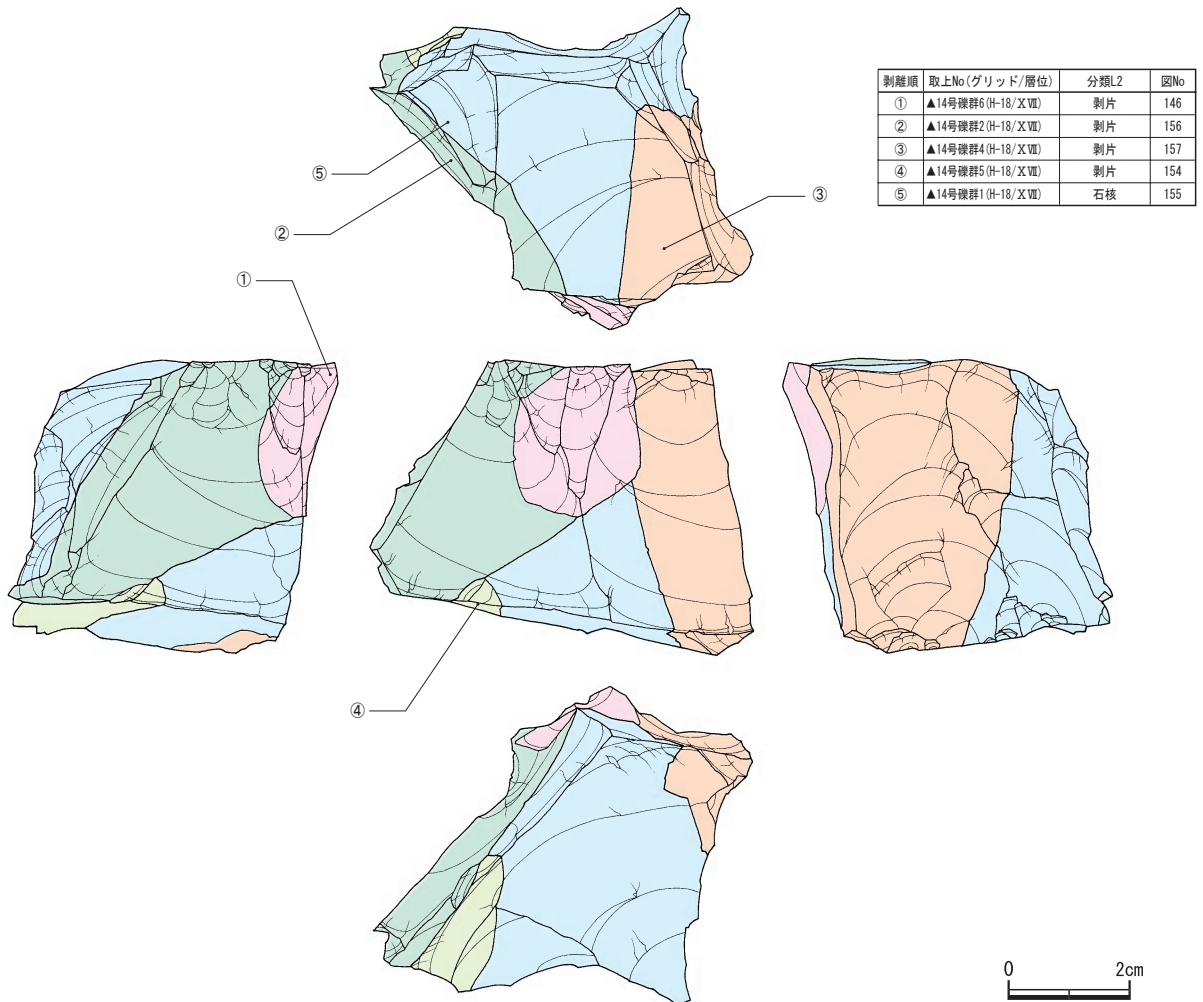 剥離順 取上No(グリッド/層位) 分類L2 図No
① ▲14号礫群6(H-18/ⅩⅦ) 剥片 146
② ▲14号礫群2(H-18/ⅩⅦ) 剥片 156
③ ▲14号礫群4(H-18/ⅩⅦ) 剥片 157
④ ▲14号礫群5(H-18/ⅩⅦ) 剥片 154
⑤ ▲14号礫群1(H-18/ⅩⅦ) 石核 155
⑤
③
②
①
④
0 2cm